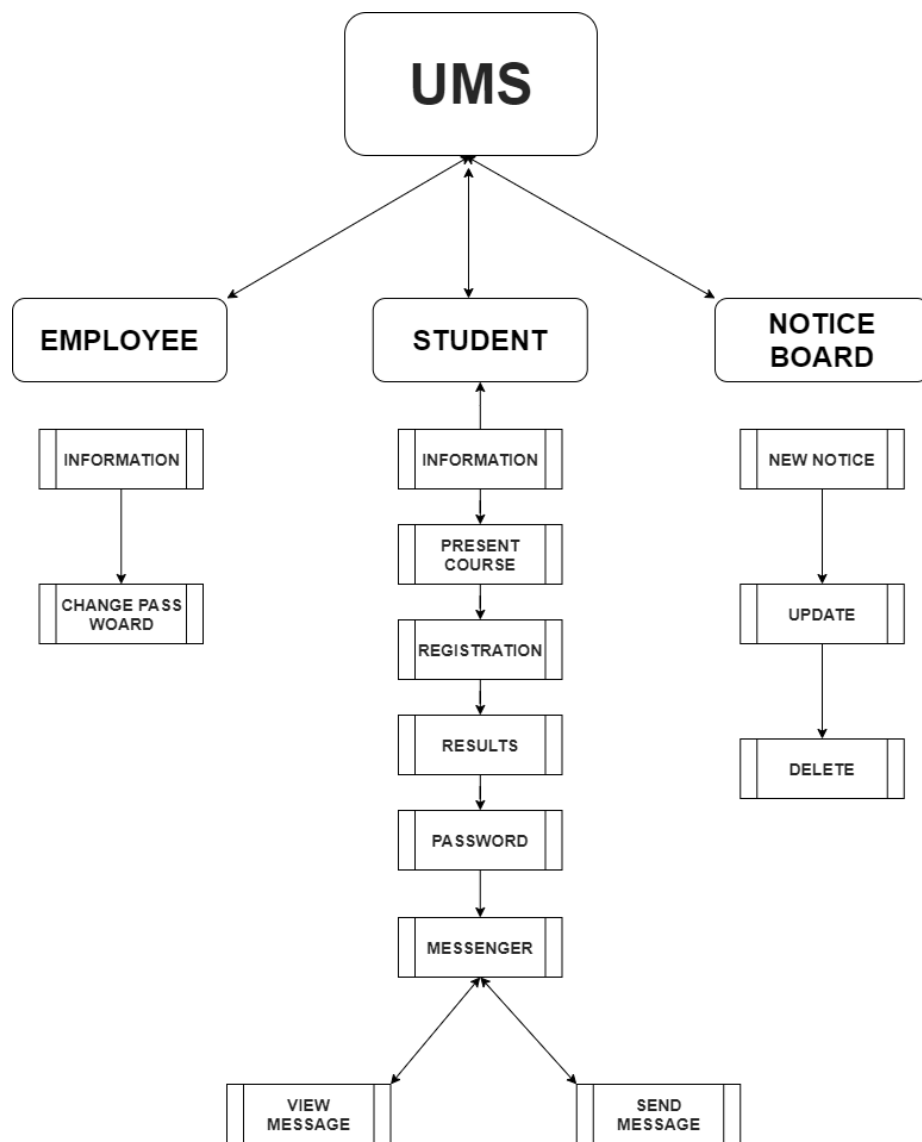 UMS
EMPLOYEE
STUDENT
NOTICE
BOARD
INFORMATION
INFORMATION
NEW NOTICE
PRESENT
COURSE
CHANGE PASS
WOARD
UPDATE
REGISTRATION
RESULTS
DELETE
PASSWORD
MESSENGER
VIEW
MESSAGE
SEND
MESSAGE